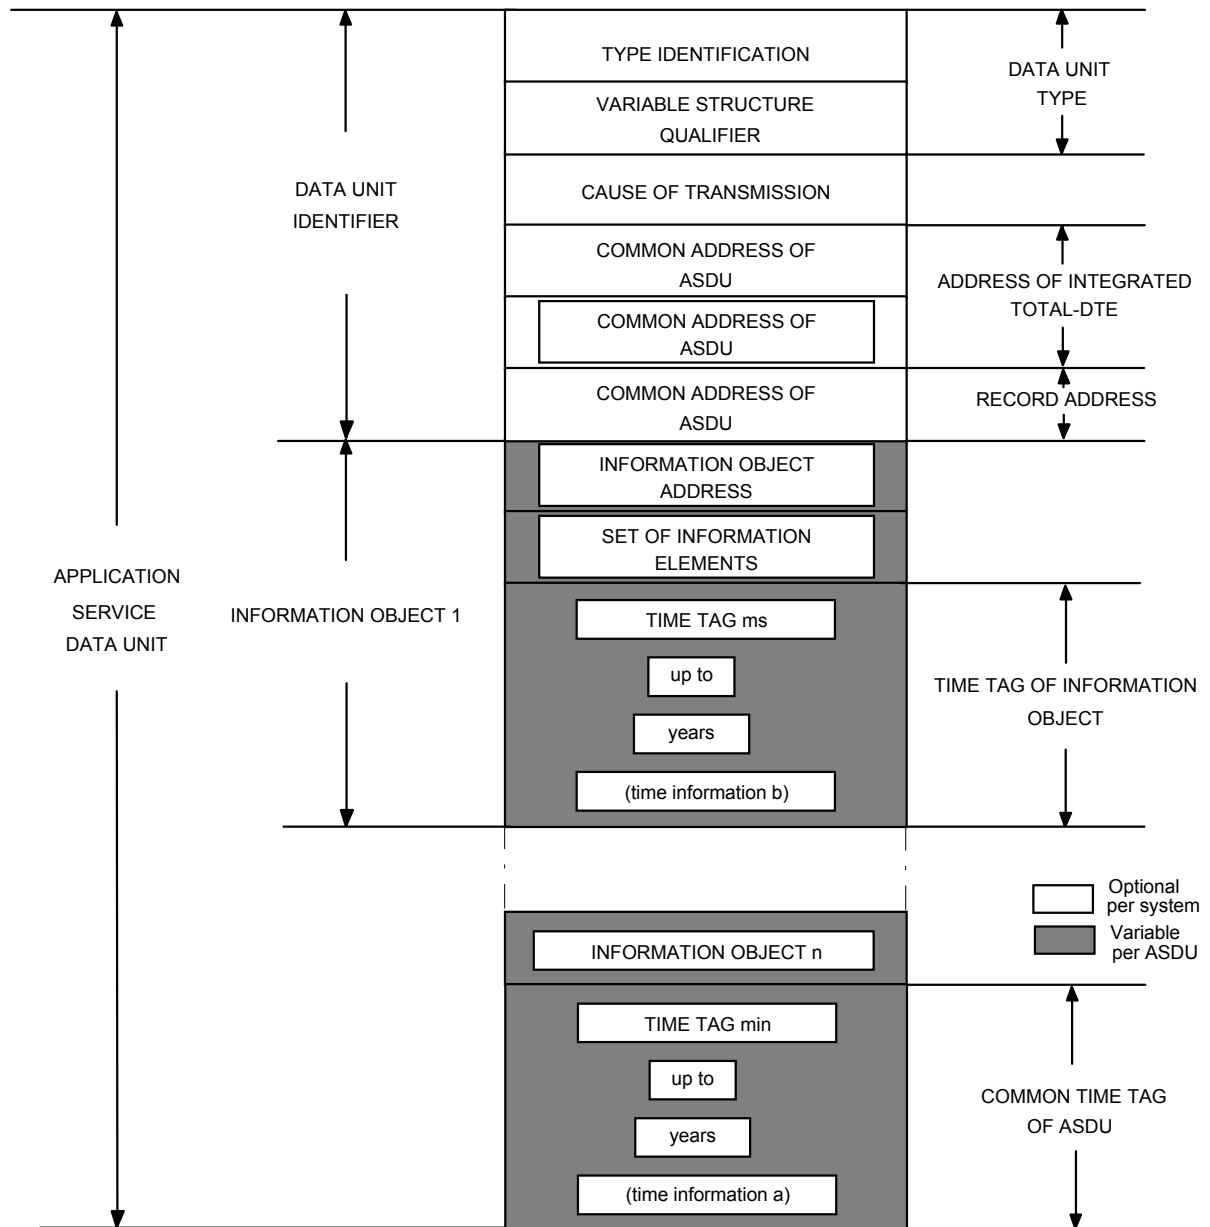 TYPE IDENTIFICATION
DATA UNIT
TYPE
VARIABLE STRUCTURE
QUALIFIER
DATA UNIT
IDENTIFIER
CAUSE OF TRANSMISSION
COMMON ADDRESS OF
ASDU
ADDRESS OF INTEGRATED
TOTAL-DTE
COMMON ADDRESS OF
ASDU
COMMON ADDRESS OF
ASDU
RECORD ADDRESS
INFORMATION OBJECT
ADDRESS
SET OF INFORMATION
ELEMENTS
APPLICATION
SERVICE
DATA UNIT
INFORMATION OBJECT 1
TIME TAG ms
up to
years
(time information b)
TIME TAG OF INFORMATION
OBJECT
Optional
per system
Variable
per ASDU
INFORMATION OBJECT n
TIME TAG min
up to
years
(time information a)
COMMON TIME TAG
OF ASDU